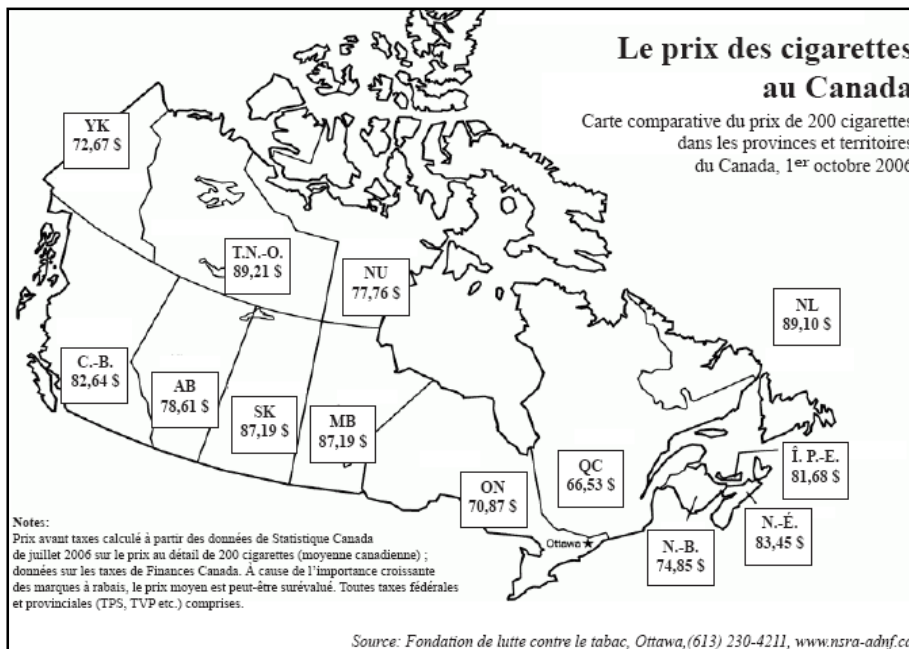 Le prix des cigarettes
au Canada
Carte comparative du prix de 200 cigarettes
dans les provinces et territoires
du Canada, 1er octobre 2006
YK
72,67 $
T.N.-O.
89,21 $
NU
77,76 $
NL
89,10 $
C.-B.
82,64 $
AB
78,61 $
SK
87,19 $
MB
87,19 $
ON
70,87 $
QC
66,53 $
Î. P.-E.
81,68 $
N.-É.
83,45 $
N.-B.
74,85 $
Ottawa
Notes:
Prix avant taxes calculé à partir des données de Statistique Canada
de juillet 2006 sur le prix au détail de 200 cigarettes (moyenne canadienne) ;
données sur les taxes de Finances Canada. À cause de l'importance croissante
des marques à rabais, le prix moyen est peut-être surévalué. Toutes taxes fédérales
et provinciales (TPS, TVP etc.) comprises.
Source: Fondation de lutte contre le tabac, Ottawa,(613) 230-4211, www.nsra-adnf.ca